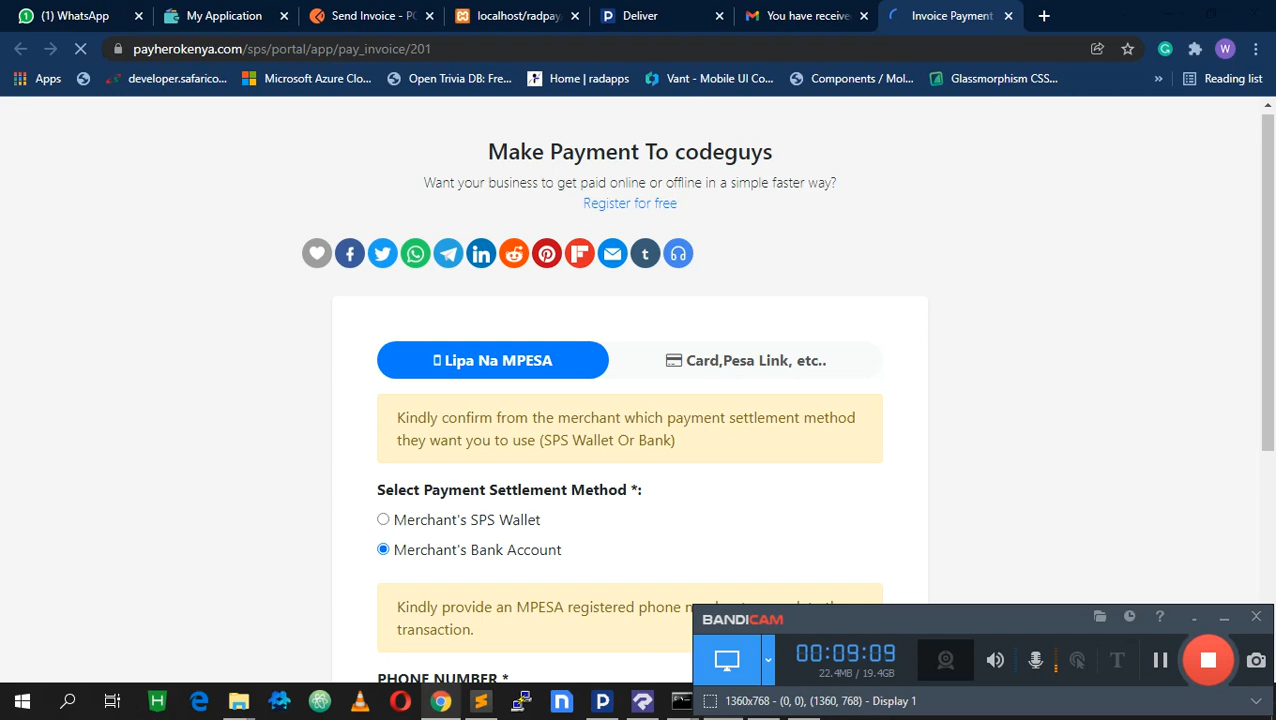 (1) WhatsApp
My Application
Send Invoice - PO
localhost/radpay
Deliver
You have receive
Invoice Payment
payherokenya.com/sps/portal/app/pay_invoice/201
W
Apps
developer.safarico...
Microsoft Azure Clo...
Open Trivia DB: Fre...
Home | radapps
Vant - Mobile UI Co...
Components / Mol...
Glassmorphism CSS...
»
Reading list
Make Payment To codeguys
Want your business to get paid online or offline in a simple faster way?
Register for free
Lipa Na MPESA
Card,Pesa Link, etc..
Kindly confirm from the merchant which payment settlement method
they want you to use (SPS Wallet Or Bank)
Select Payment Settlement Method *:
Merchant's SPS Wallet
Merchant's Bank Account
Kindly provide an MPESA registered phone
transaction.
PHONE NUMBER *
BANDICAM
00:09:09
22.4MB / 19.4GB
1360x768 - (0, 0), (1360, 768) - Display 1